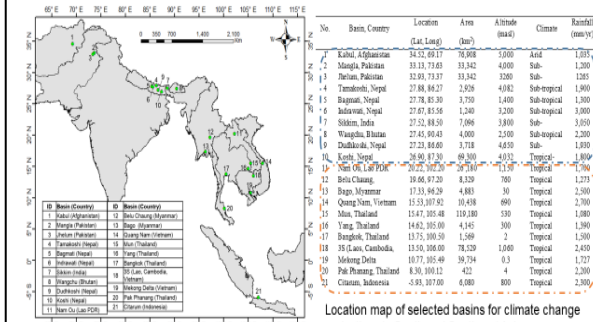 65° E 70° E 75° E 80° E 85° E 90° E 95° E 100° E 105° E 110° E
0 350 700 1,400 2,100
ID Basin (Country) ID Basin (Country)
1 Kabul (Afghanistan) 12 Belu Chaung (Myanmar)
2 Mangla (Pakistan) 13 Bago (Myanmar)
3 Jhelum (Pakistan) 14 Quang Nam (Vietnam)
4 Tamakoshi (Nepal) 15 Mun (Thailand)
5 Bagmati (Nepal) 16 Yang (Thailand)
6 Indrawati (Nepal) 17 Bangkok (Thailand)
7 Sikkim (India) 18 3S (Laos, Cambodia, Vietnam)
8 Wangchu (Bhutan) 19 Mekong Delta (Vietnam)
9 Dudhkoshi (Nepal) 20 Pak Phanang (Thailand)
10 Koshi (Nepal) 21 Citarum (Indonesia)
11 Nam Ou (Lao PDR)
No. Basin, Country Location (Lat, Long) Area (km²) Altitude (masl) Climate Rainfall (mm/yr)
1 Kabul, Afghanistan 34.52, 69.17 76,908 5,000 Arid
2 Mangla, Pakistan 33.13, 73.63 33,342 4,000 Sub- 1,200
3 Jhelum, Pakistan 32.93, 73.37 33,342 3260 Sub- 1265
4 Tamakoshi, Nepal 27.88, 86.27 2,926 4,082 Sub-tropical 1,900
5 Bagmati, Nepal 27.78, 85.30 3,750 1,400 Sub-tropical 1,300
6 Indrawati, Nepal 27.67, 85.56 1,240 3,200 Sub-tropical 3,000
7 Sikkim, India 27.52, 88.50 7,096 3,800 Sub- 3,050
8 Wangdhu, Bhutan 27.45, 90.43 4,000 2,500 Sub-tropical 2,200
9 Dudhkoshi, Nepal 27.23, 86.60 3,718 4,650 Sub- 1,930
10 Koshi, Nepal 26.90, 87.30 69,300 4,032 Tropical- 1,800
11 Nam Ou, Lao PDR 20.22, 102.20 26,180 1,150 Tropical 1,700
12 Belu Chaung, 19.66, 97.20 8,329 760 Tropical 1,273
13 Bago, Myanmar 17.33, 96.29 4,883 30 Tropical 2,500
14 Quang Nam, Vietnam 15.53, 107.92 10,438 690 Tropical 2,700
15 Mun, Thailand 15.47, 105.48 119,180 530 Tropical 1,080
16 Yang, Thailand 14.62, 105.00 4,145 300 Tropical 1,390
17 Bangkok, Thailand 13.75, 100.50 1,569 2 Tropical 1,500
18 3S (Laos, Cambodia, 13.50, 106.00 78,529 1,060 Tropical 2,450
19 Mekong Delta 10.77, 105.49 39,734 0.3 Tropical 1,727
20 Pak Phanang, Thailand 8.30, 100.12 422 4 Tropical 2,200
21 Citarum, Indonesia -5.93, 107.00 6,080 800 Tropical 2,300
Location map of selected basins for climate change